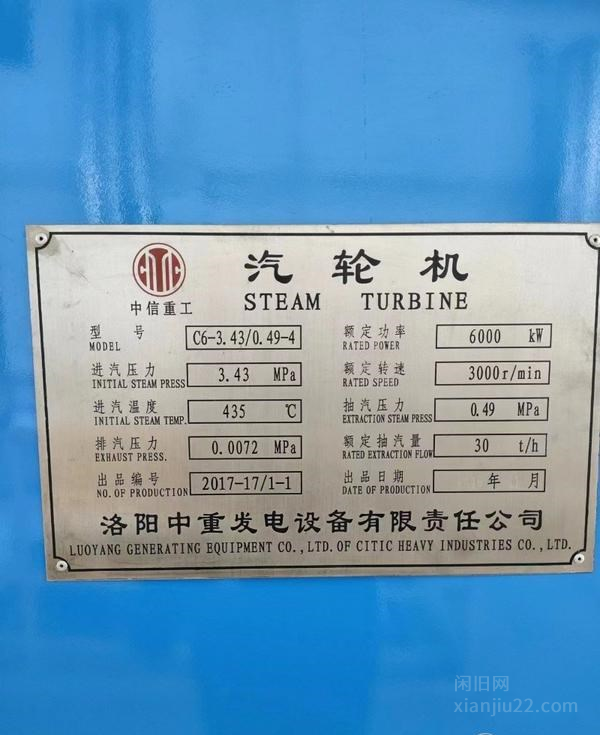 CITIC
中信重工
汽轮机
STEAM TURBINE
型号 C6-3.43/0.49-4
MODEL
额定功率 6000 kW
RATED POWER
进汽压力 3.43 MPa
INITIAL STEAM PRESS
额定转速 3000r/min
RATED SPEED
进汽温度 435 ℃
INITIAL STEAM TEMP.
抽汽压力 0.49 MPa
EXTRACTION STEAM PRESS
排汽压力 0.0072 MPa
EXHAUST PRESS.
额定抽汽量 30 t/h
RATED EXTRACTION FLOW
出品编号 2017-17/1-1
NO. OF PRODUCTION
出品日期 年 月
DATE OF PRODUCTION
洛阳中重发电设备有限责任公司
LUOYANG GENERATING EQUIPMENT CO., LTD. OF CITIC HEAVY INDUSTRIES CO., LTD.
闲旧网
xianjiu22.com